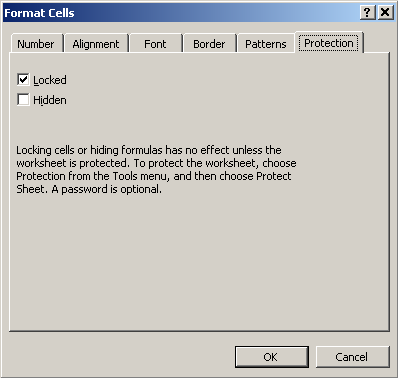 Format Cells
Number Alignment Font Border Patterns Protection
Locked
Hidden
Locking cells or hiding formulas has no effect unless the
worksheet is protected. To protect the worksheet, choose
Protection from the Tools menu, and then choose Protect
Sheet. A password is optional.
OK Cancel